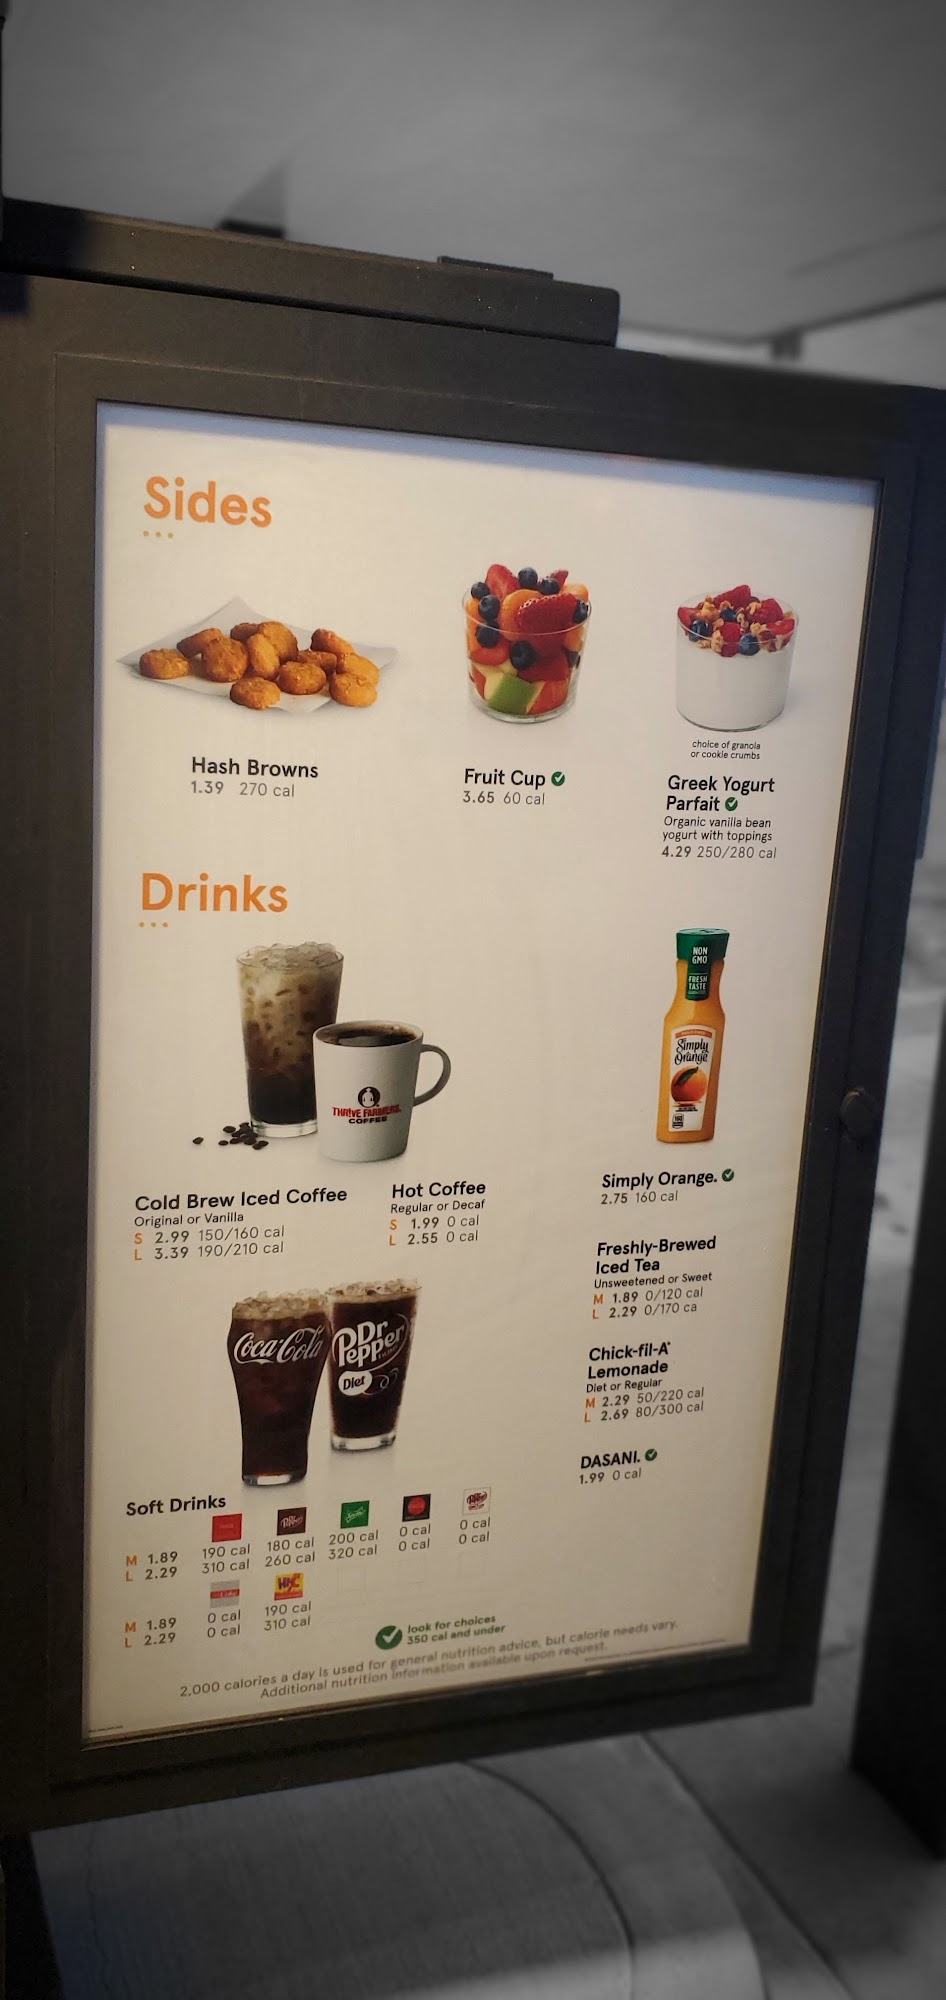 Sides
Hash Browns
1.39 270 cal
Fruit Cup
3.65 60 cal
choice of granola
or cookie crumbs
Greek Yogurt
Parfait
Organic vanilla bean
yogurt with toppings
4.29 250/280 cal
Drinks
THRIVE FARMERS
COFFEE
NON
GMO
FRESH
TASTE
Simply
Orange
Cold Brew Iced Coffee
Original or Vanilla
S 2.99 150/160 cal
L 3.39 190/210 cal
Hot Coffee
Regular or Decaf
S 1.99 0 cal
L 2.55 0 cal
Simply Orange.
2.75 160 cal
Freshly-Brewed
Iced Tea
Unsweetened or Sweet
M 1.89 0/120 cal
L 2.29 0/170 ca
Chick-fil-A®
Lemonade
Diet or Regular
M 2.29 50/220 cal
L 2.69 80/300 cal
DASANI.
1.99 0 cal
Coca-Cola
Dr
Pepper
Diet
Soft Drinks
M 1.89 190 cal 180 cal 200 cal 0 cal 0 cal
L 2.29 310 cal 260 cal 320 cal 0 cal 0 cal
HI-C
M 1.89 0 cal 190 cal
L 2.29 0 cal 310 cal
look for choices
350 cal and under
2,000 calories a day is used for general nutrition advice, but calorie needs vary.
Additional nutrition information available upon request.